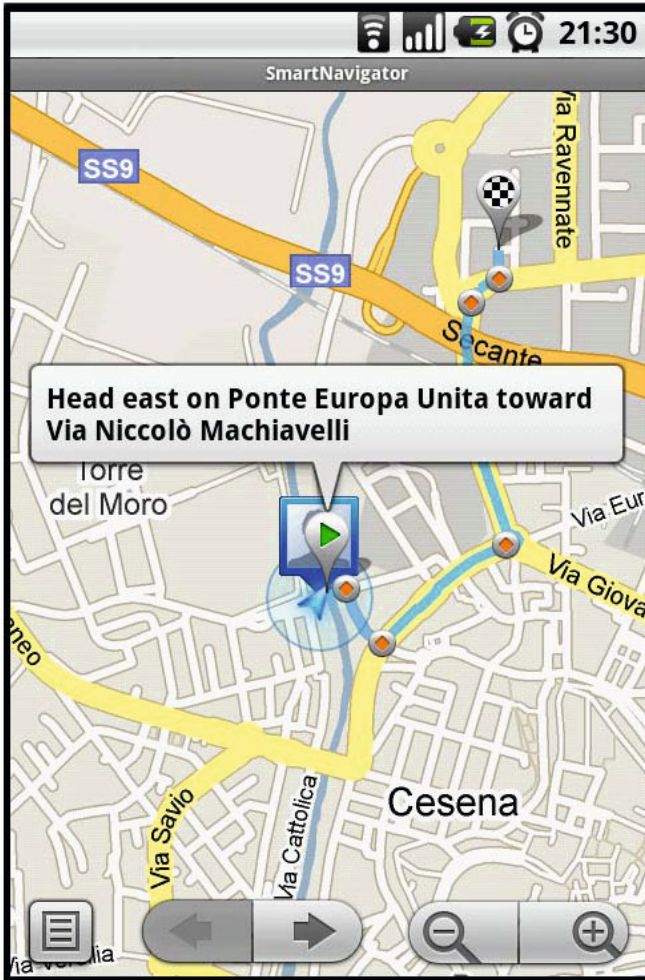 21:30
SmartNavigator
Via Ravennate
SS9
SS9
Secante
Head east on Ponte Europa Unita toward
Via Niccolò Machiavelli
Torre
del Moro
Via Eur
Via Giova
neo
Cesena
Via Savio
Via Cattolica